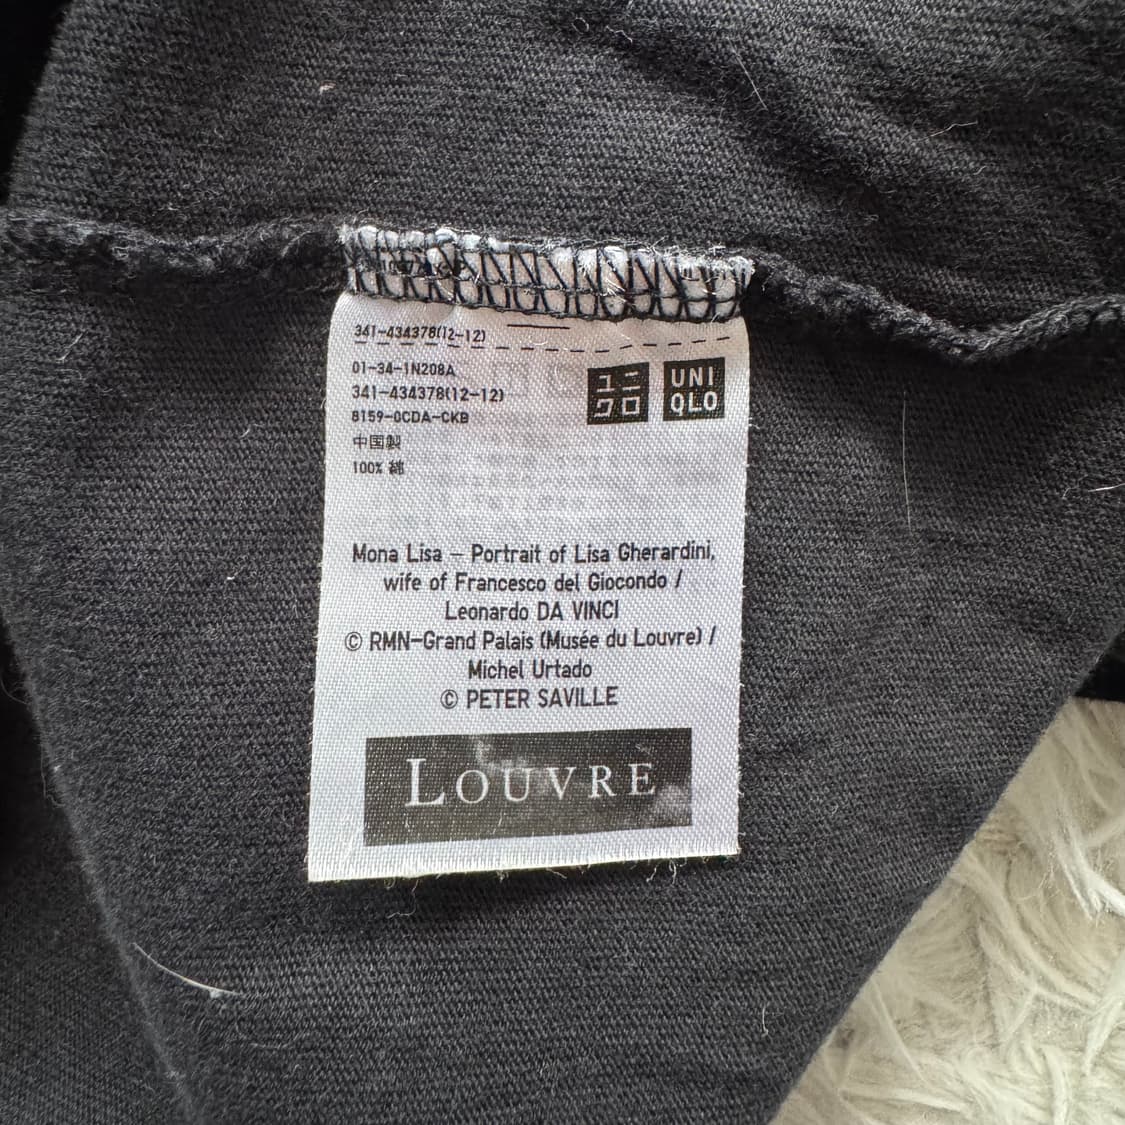 341-434378(12-12)
01-34-1N208A
341-434378(12-12)
8159-0CDA-CKB
中国製
100% 綿
ユニ
クロ
UNI
QLO
Mona Lisa – Portrait of Lisa Gherardini,
wife of Francesco del Giocondo /
Leonardo DA VINCI
© RMN-Grand Palais (Musée du Louvre) /
Michel Urtado
© PETER SAVILLE
LOUVRE